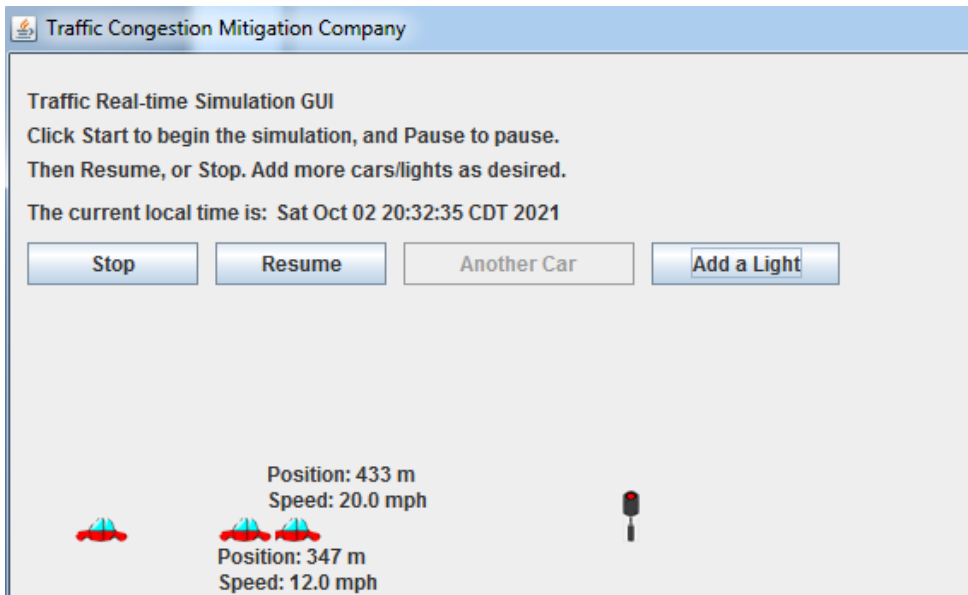 Traffic Congestion Mitigation Company
Traffic Real-time Simulation GUI
Click Start to begin the simulation, and Pause to pause.
Then Resume, or Stop. Add more cars/lights as desired.
The current local time is: Sat Oct 02 20:32:35 CDT 2021
Stop Resume Another Car Add a Light
Position: 433 m
Speed: 20.0 mph
Position: 347 m
Speed: 12.0 mph